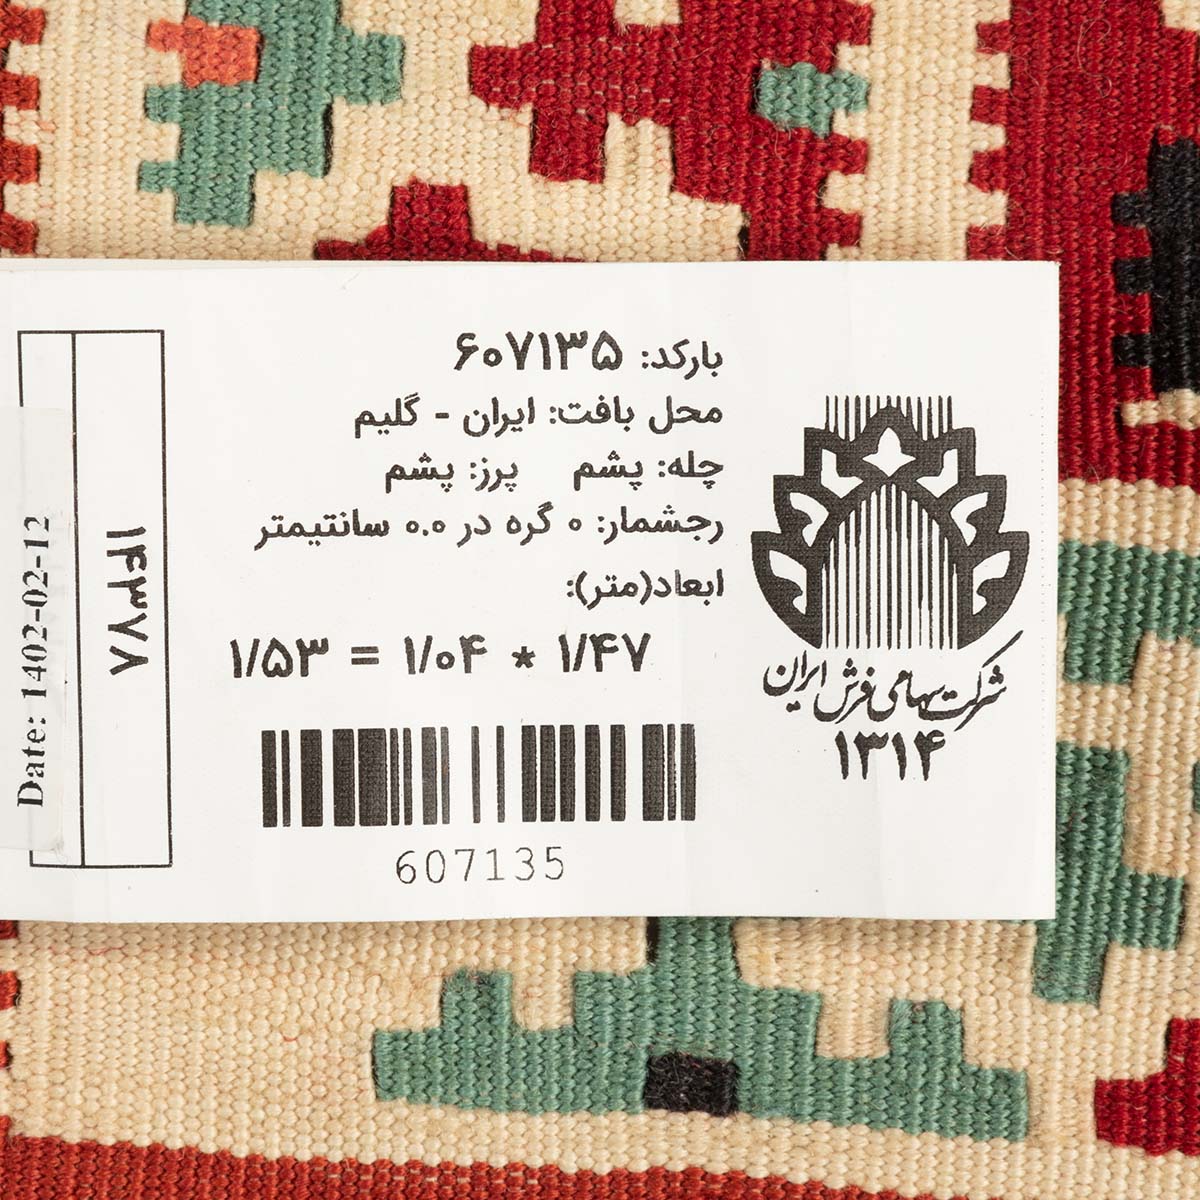 بارکد: ۶۰۷۱۳۵
محل بافت: ایران - گلیم
چله: پشم    پرز: پشم
رجشمار: ۰ گره در ۰.۰ سانتیمتر
ابعاد(متر):
۱/۵۳ = ۱/۰۴ * ۱/۴۷
607135
شرکت سهامی فرش ایران
۱۳۱۴
۱۴۳۷۸
Date: 1402-02-12